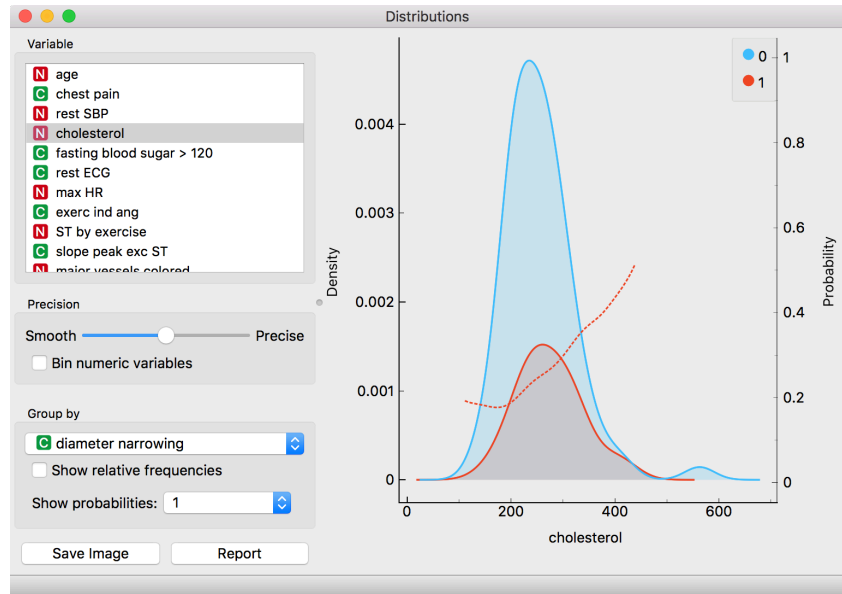 Distributions
Variable
N age
C chest pain
N rest SBP
N cholesterol
C fasting blood sugar > 120
C rest ECG
N max HR
C exerc ind ang
N ST by exercise
C slope peak exc ST
N major vessels colored
Precision
Smooth Precise
Bin numeric variables
Group by
C diameter narrowing
Show relative frequencies
Show probabilities: 1
Save Image Report
0
1
Density
0.004
0.003
0.002
0.001
0
0 200 400 600
cholesterol
1
0.8
0.6
0.4
0.2
0
Probability